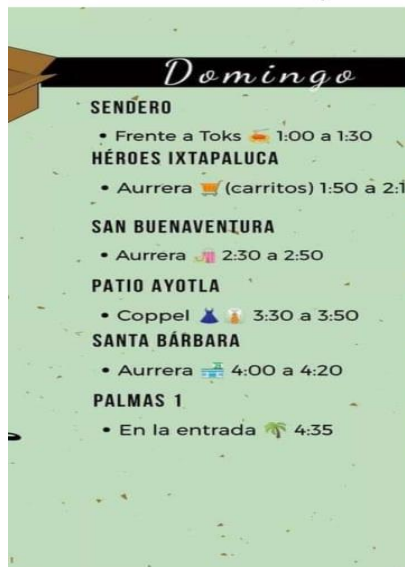 Domingo
SENDERO
• Frente a Toks 🍲 1:00 a 1:30
HÉROES IXTAPALUCA
• Aurrera 🛒(carritos) 1:50 a
SAN BUENAVENTURA
• Aurrera 🏪 2:30 a 2:50
PATIO AYOTLA
• Coppel 👗 3:30 a 3:50
SANTA BÁRBARA
• Aurrera 🏪 4:00 a 4:20
PALMAS 1
• En la entrada 🌴 4:35